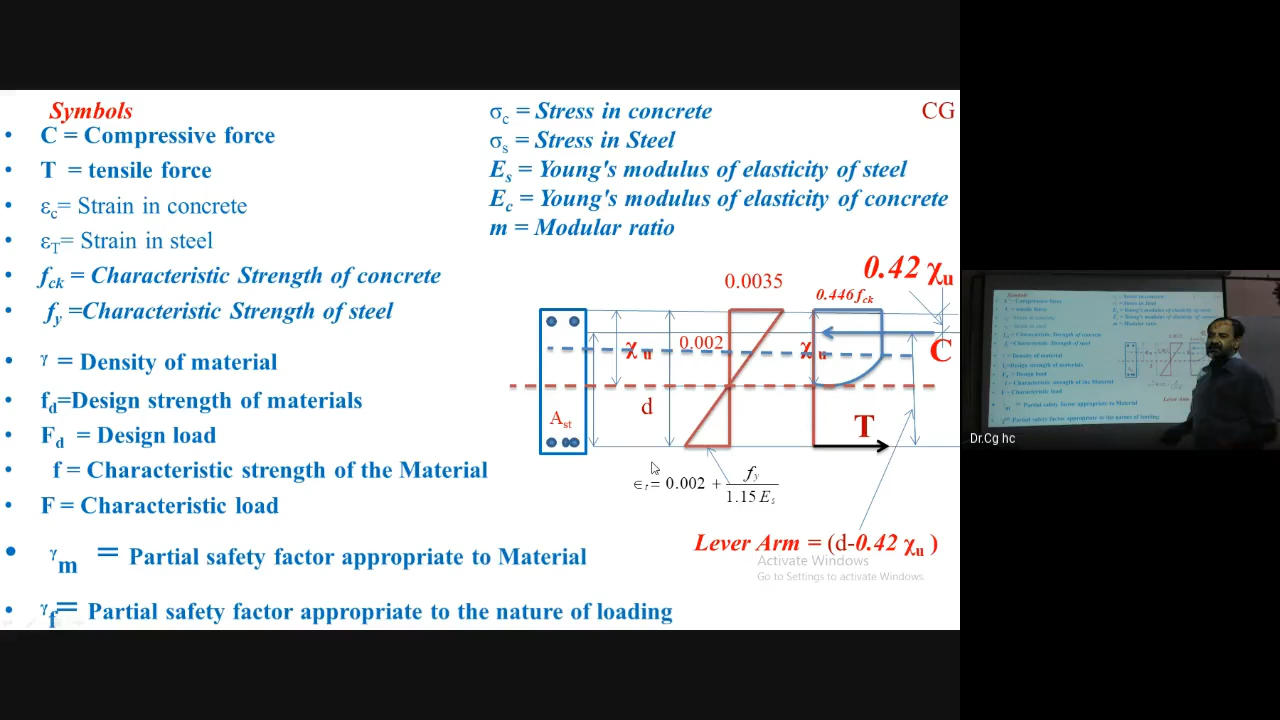 Symbols
• C = Compressive force
• T = tensile force
• εc= Strain in concrete
• εT= Strain in steel
• fck = Characteristic Strength of concrete
• fy =Characteristic Strength of steel
• γ = Density of material
• fd=Design strength of materials
• Fd = Design load
• f = Characteristic strength of the Material
• F = Characteristic load
• γm = Partial safety factor appropriate to Material
• γf= Partial safety factor appropriate to the nature of loading
σc = Stress in concrete
σs = Stress in Steel
Es = Young's modulus of elasticity of steel
Ec = Young's modulus of elasticity of concrete
m = Modular ratio
CG
0.42 χu
0.0035
0.446fck
χu
0.002
χu
C
d
Ast
T
∈t= 0.002 + fy / 1.15 Es
Lever Arm = (d-0.42 χu )
Activate Windows
Go to Settings to activate Windows.
Dr.Cg hc